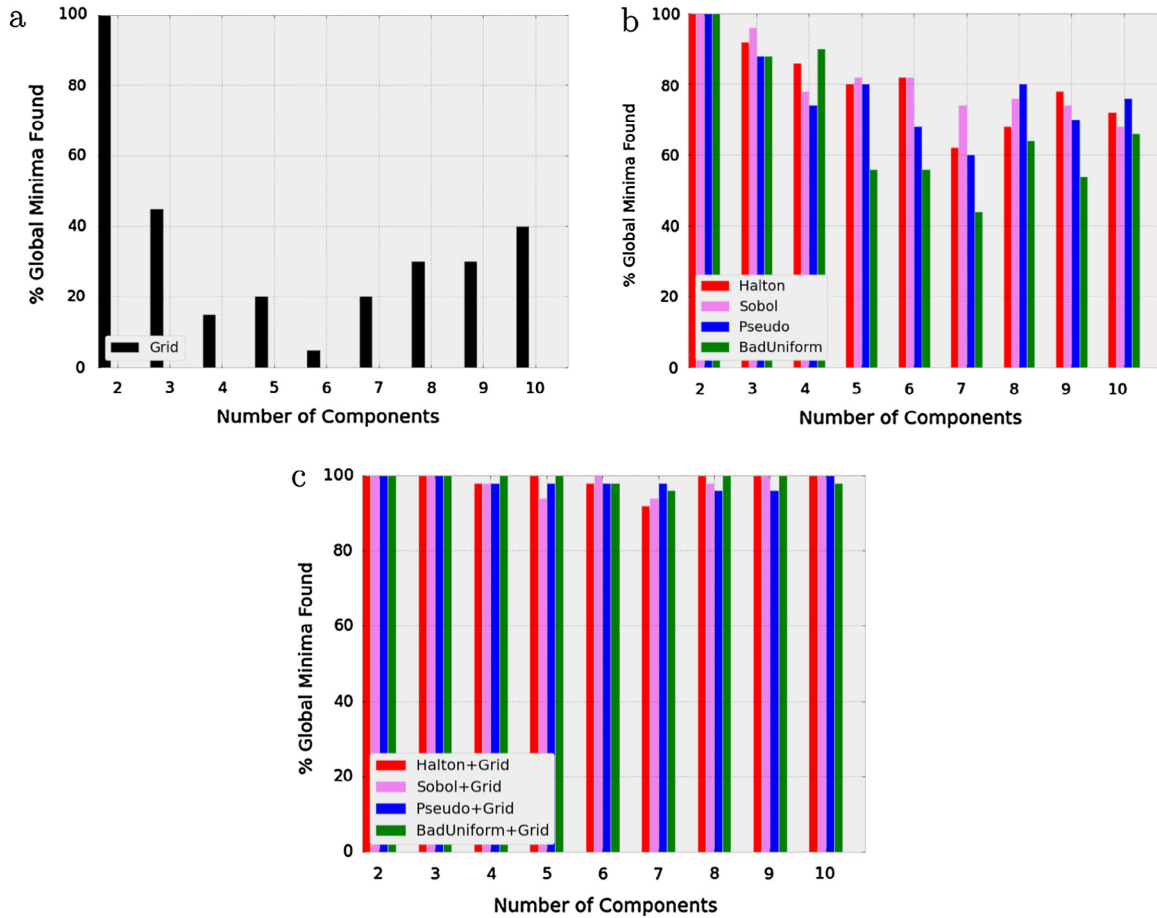 a
% Global Minima Found
100
80
60
40
20
0
Grid
2 3 4 5 6 7 8 9 10
Number of Components
b
% Global Minima Found
100
80
60
40
20
0
Halton
Sobol
Pseudo
BadUniform
2 3 4 5 6 7 8 9 10
Number of Components
c
% Global Minima Found
100
80
60
40
20
0
Halton+Grid
Sobol+Grid
Pseudo+Grid
BadUniform+Grid
2 3 4 5 6 7 8 9 10
Number of Components